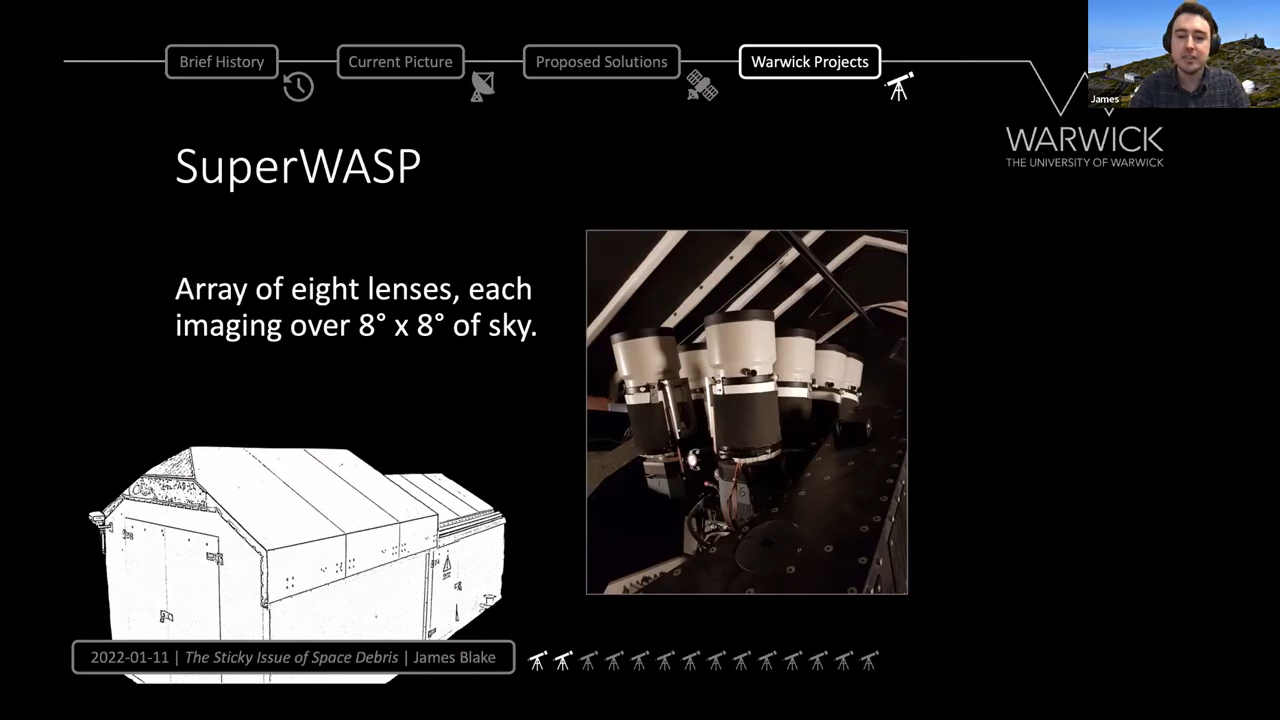 Brief History
Current Picture
Proposed Solutions
Warwick Projects
James
WARWICK
THE UNIVERSITY OF WARWICK
SuperWASP
Array of eight lenses, each
imaging over 8° x 8° of sky.
2022-01-11 | The Sticky Issue of Space Debris | James Blake